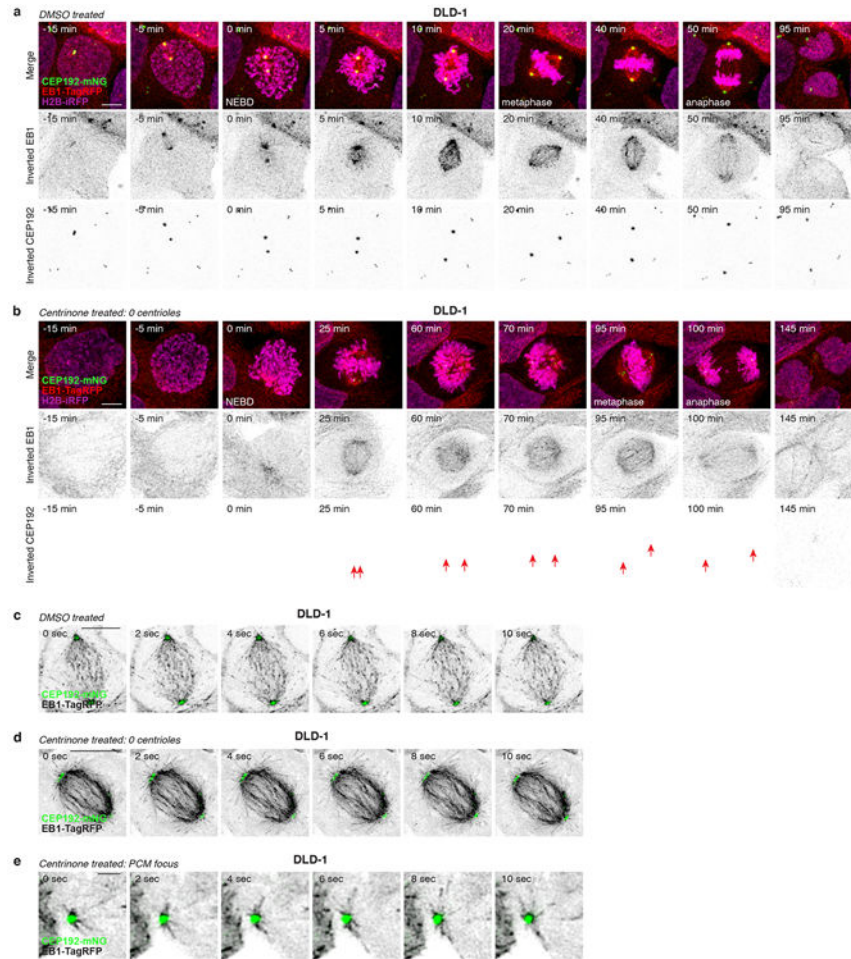 a DMSO treated DLD-1
Merge
-15 min -5 min 0 min 5 min 10 min 20 min 40 min 50 min 95 min
CEP192-mNG
EB1-TagRFP
H2B-iRFP
NEBD metaphase anaphase
Inverted EB1
-15 min -5 min 0 min 5 min 10 min 20 min 40 min 50 min 95 min
Inverted CEP192
-15 min -5 min 0 min 5 min 10 min 20 min 40 min 50 min 95 min
b Centrinone treated: 0 centrioles DLD-1
Merge
-15 min -5 min 0 min 25 min 60 min 70 min 95 min 100 min 145 min
CEP192-mNG
EB1-TagRFP
H2B-iRFP
NEBD metaphase anaphase
Inverted EB1
-15 min -5 min 0 min 25 min 60 min 70 min 95 min 100 min 145 min
Inverted CEP192
-15 min -5 min 0 min 25 min 60 min 70 min 95 min 100 min 145 min
c DMSO treated DLD-1
0 sec 2 sec 4 sec 6 sec 8 sec 10 sec
CEP192-mNG
EB1-TagRFP
d Centrinone treated: 0 centrioles DLD-1
0 sec 2 sec 4 sec 6 sec 8 sec 10 sec
CEP192-mNG
EB1-TagRFP
e Centrinone treated: PCM focus DLD-1
0 sec 2 sec 4 sec 6 sec 8 sec 10 sec
CEP192-mNG
EB1-TagRFP